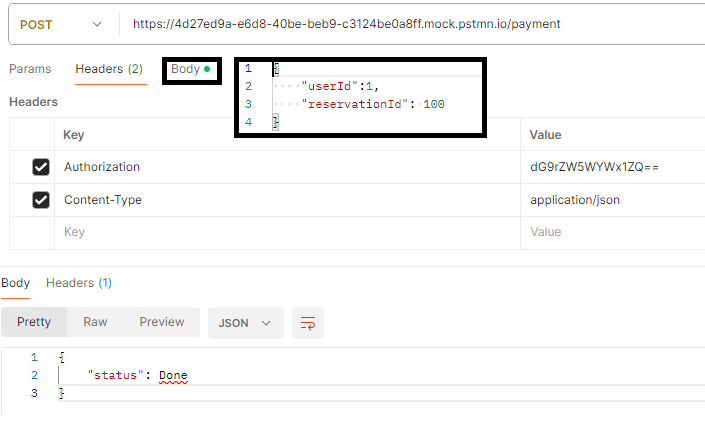 POST https://4d27ed9a-e6d8-40be-beb9-c3124be0a8ff.mock.pstmn.io/payment
Params Headers (2) Body
1 {
2 "userId":1,
3 "reservationId": 100
4 }
Headers
Key Value
Authorization dG9rZW5WYWx1ZQ==
Content-Type application/json
Key Value
Body Headers (1)
Pretty Raw Preview JSON
1 {
2 "status": Done
3 }